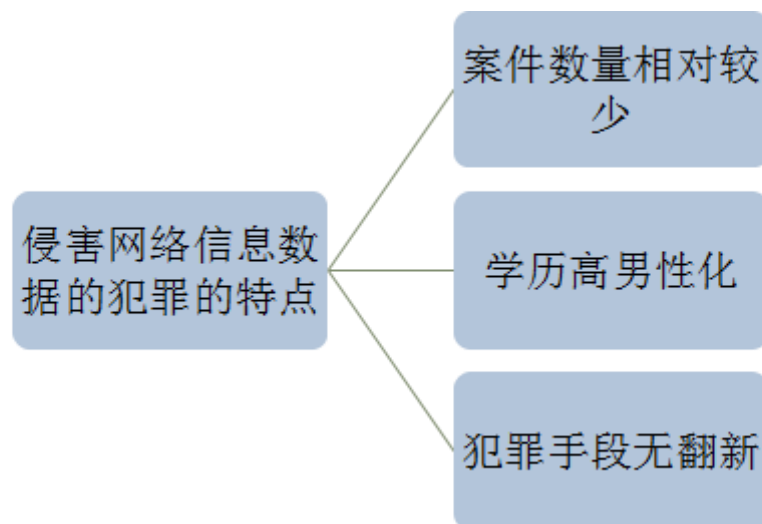 案件数量相对较
少
侵害网络信息数
据的犯罪的特点
学历高男性化
犯罪手段无翻新